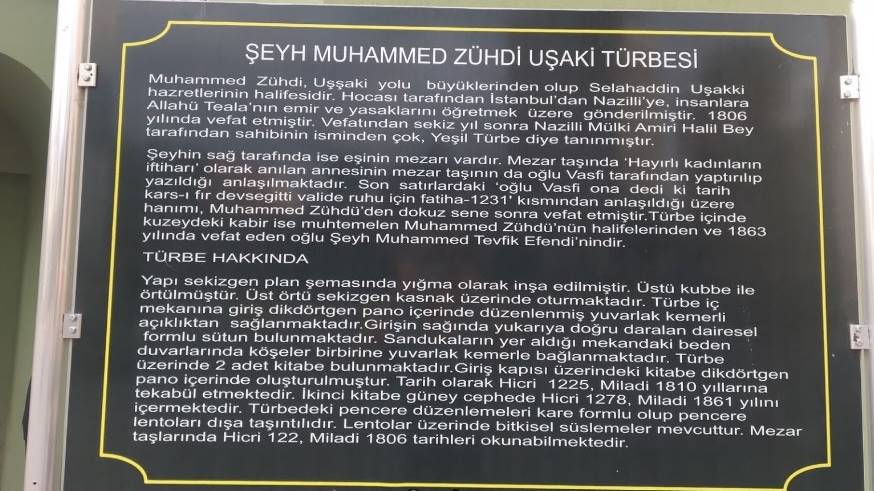 ŞEYH MUHAMMED ZÜHDİ UŞAKİ TÜRBESİ
Muhammed Zühdi, Uşşaki yolu büyüklerinden olup Selahaddin Uşakki
hazretlerinin halifesidir. Hocası tarafından İstanbul'dan Nazilli'ye, insanlara
Allahü Teala'nın emir ve yasaklarını öğretmek üzere gönderilmiştir. 1806
yılında vefat etmiştir. Vefatından sekiz yıl sonra Nazilli Mülki Amiri Halil Bey
tarafından sahibinin isminden çok, Yeşil Türbe diye tanınmıştır.
Şeyhin sağ tarafında ise eşinin mezarı vardır. Mezar taşında 'Hayırlı kadınların
iftiharı' olarak anılan annesinin mezar taşının da oğlu Vasfi tarafından yaptırılıp
yazıldığı anlaşılmaktadır. Son satırlardaki 'oğlu Vasfi ona dedi ki tarih
kars-ı fır devsegitti valide ruhu için fatiha-1231' kısmından anlaşıldığı üzere
hanımı, Muhammed Zühdü'den dokuz sene sonra vefat etmiştir.Türbe içinde
kuzeydeki kabir ise muhtemelen Muhammed Zühdü'nün halifelerinden ve 1863
yılında vefat eden oğlu Şeyh Muhammed Tevfik Efendi'nindir.
TÜRBE HAKKINDA
Yapı sekizgen plan şemasında yığma olarak inşa edilmiştir. Üstü kubbe ile
örtülmüştür. Üst örtü sekizgen kasnak üzerinde oturmaktadır. Türbe iç
mekanına giriş dikdörtgen pano içerinde düzenlenmiş yuvarlak kemerli
açıklıktan sağlanmaktadır.Girişin sağında yukarıya doğru daralan dairesel
formlu sütun bulunmaktadır. Sandukaların yer aldığı mekandaki beden
duvarlarında köşeler birbirine yuvarlak kemerle bağlanmaktadır. Türbe
üzerinde 2 adet kitabe bulunmaktadır.Giriş kapısı üzerindeki kitabe dikdörtgen
pano içerinde oluşturulmuştur. Tarih olarak Hicri 1225, Miladi 1810 yıllarına
tekabül etmektedir. İkinci kitabe güney cephede Hicri 1278, Miladi 1861 yılını
içermektedir. Türbedeki pencere düzenlemeleri kare formlu olup pencere
lentoları dışa taşıntılıdır. Lentolar üzerinde bitkisel süslemeler mevcuttur. Mezar
taşlarında Hicri 122, Miladi 1806 tarihleri okunabilmektedir.